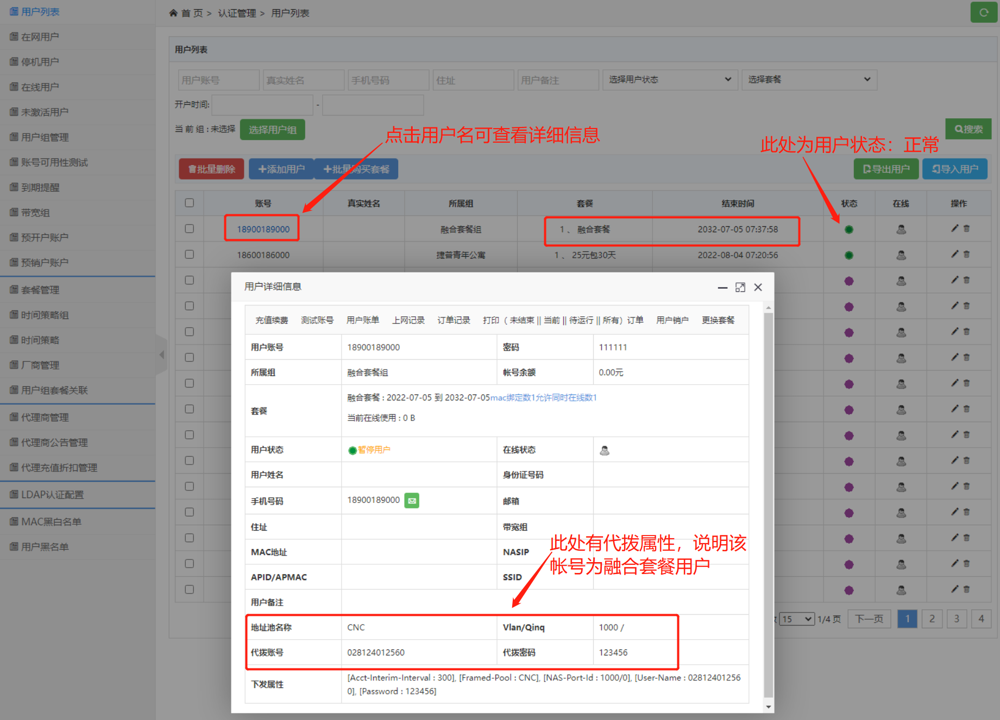 用户列表
在网用户
停机用户
在线用户
未激活用户
用户组管理
账号可用性测试
到期提醒
带宽组
预开户账户
预销户账户
套餐管理
时间策略组
时间策略
厂商管理
用户组套餐关联
代理商管理
代理商公告管理
代理充值折扣管理
LDAP认证配置
MAC黑白名单
用户黑名单
首 页 > 认证管理 > 用户列表
用户列表
用户账号 真实姓名 手机号码 住址 用户备注 选择用户状态 选择套餐
开户时间: -
当 前 组 : 未选择 选择用户组
搜索
点击用户名可查看详细信息
此处为用户状态：正常
批量删除 添加用户 批量购买套餐 导出用户 导入用户
账号 真实姓名 所属组 套餐 结束时间 状态 在线 操作
18900189000 融合套餐组 1 、 融合套餐 2032-07-05 07:37:58
18600186000 捷普青年公寓 1 、 25元包30天 2022-08-04 07:20:56
用户详细信息
充值续费 测试账号 用户账单 上网记录 订单记录 打印（ 未结束 || 当前 || 待运行 || 所有）订单 用户销户 更换套餐
用户账号 18900189000 密码 111111
所属组 融合套餐组 帐号余额 0.00元
套餐 融合套餐 : 2022-07-05 到 2032-07-05mac绑定数1允许同时在线数1
当前在线使用 : 0 B
用户状态 暂停用户 在线状态
用户姓名 身份证号码
手机号码 18900189000 邮箱
住址 带宽组
MAC地址 NASIP
APID/APMAC SSID
此处有代拨属性，说明该
帐号为融合套餐用户
用户备注
地址池名称 CNC Vlan/Qinq 1000 /
代拨账号 028124012560 代拨密码 123456
下发属性 [Acct-Interim-Interval : 300], [Framed-Pool : CNC], [NAS-Port-Id : 1000/0], [User-Name : 02812401256
0], [Password : 123456]
15 1/4 页 下一页 1 2 3 4